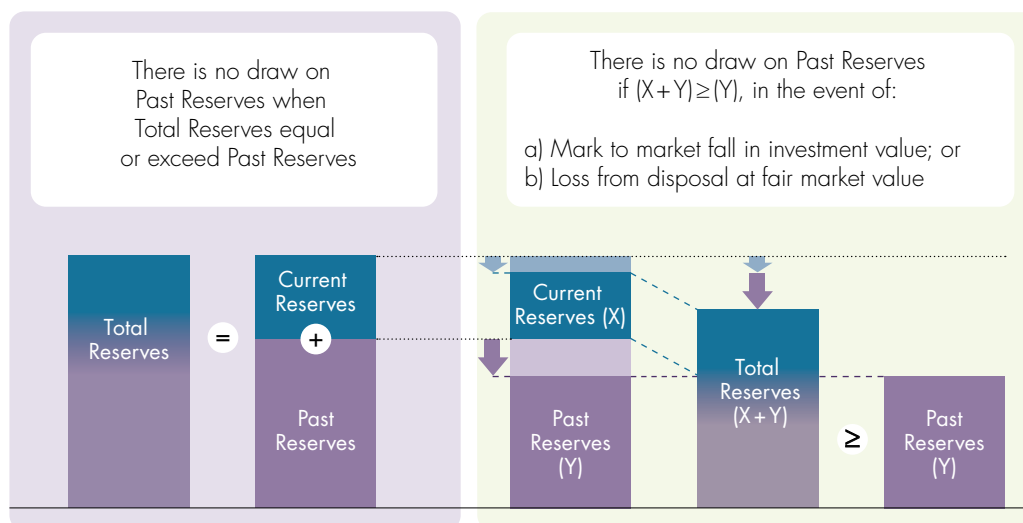 There is no draw on
Past Reserves when
Total Reserves equal
or exceed Past Reserves
There is no draw on Past Reserves
if (X+Y)≥(Y), in the event of:
a) Mark to market fall in investment value; or
b) Loss from disposal at fair market value
Total
Reserves
=
Current
Reserves
+
Past
Reserves
Current
Reserves (X)
Past
Reserves
(Y)
Total
Reserves
(X+Y)
≥
Past
Reserves
(Y)